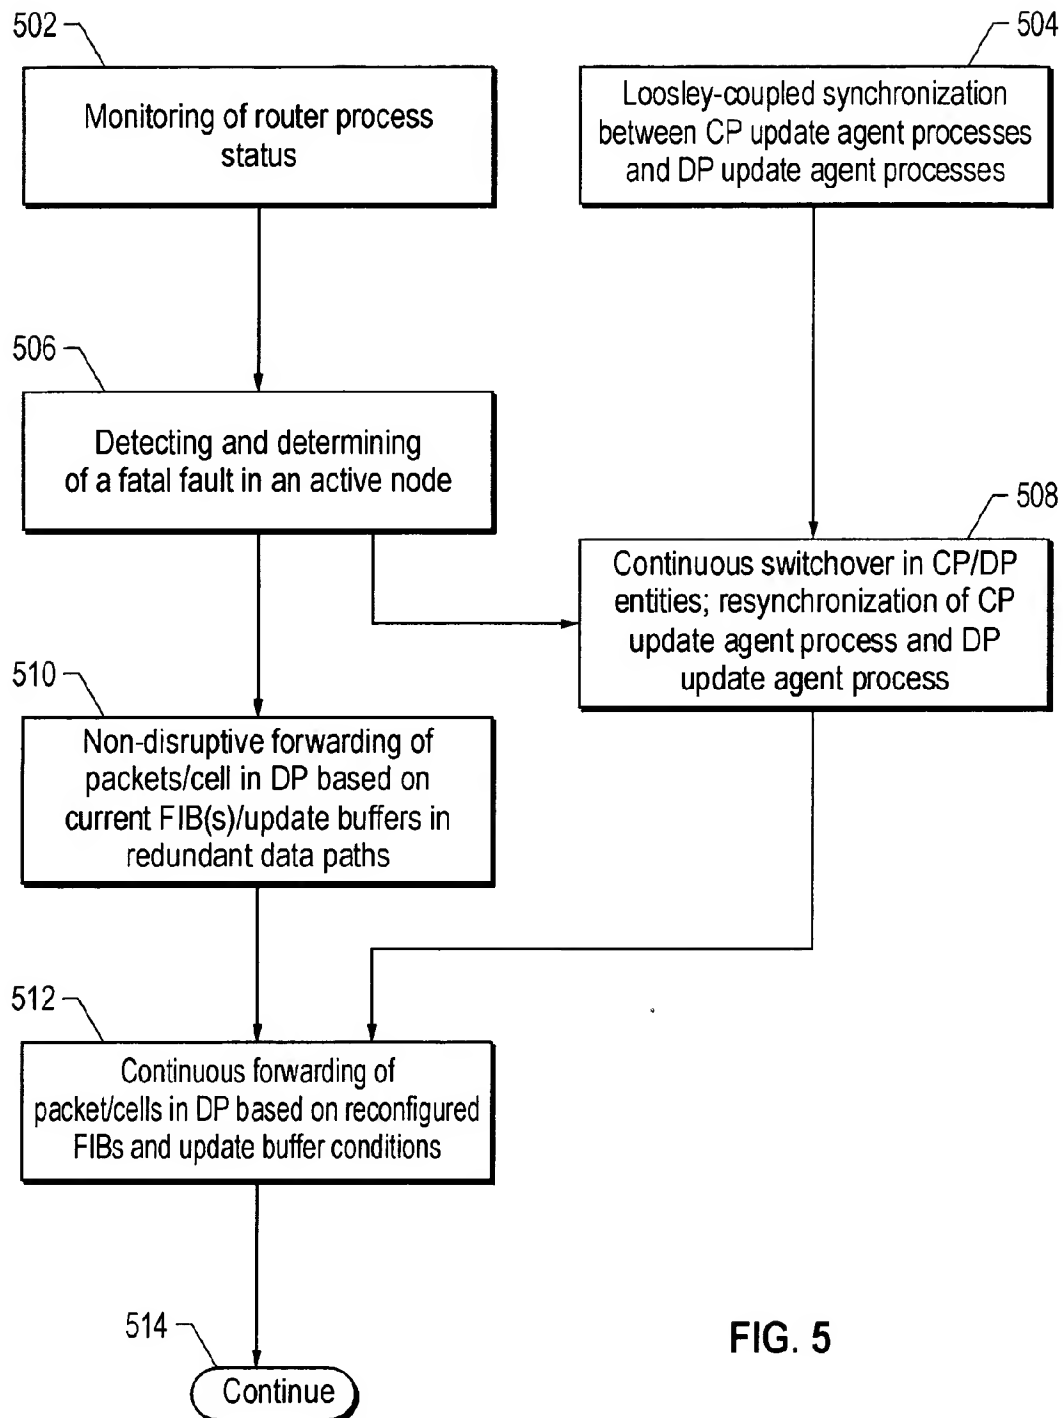 502
Monitoring of router process
status
504
Loosley-coupled synchronization
between CP update agent processes
and DP update agent processes
506
Detecting and determining
of a fatal fault in an active node
508
Continuous switchover in CP/DP
entities; resynchronization of CP
update agent process and DP
update agent process
510
Non-disruptive forwarding of
packets/cell in DP based on
current FIB(s)/update buffers in
redundant data paths
512
Continuous forwarding of
packet/cells in DP based on reconfigured
FIBs and update buffer conditions
514
Continue
FIG. 5